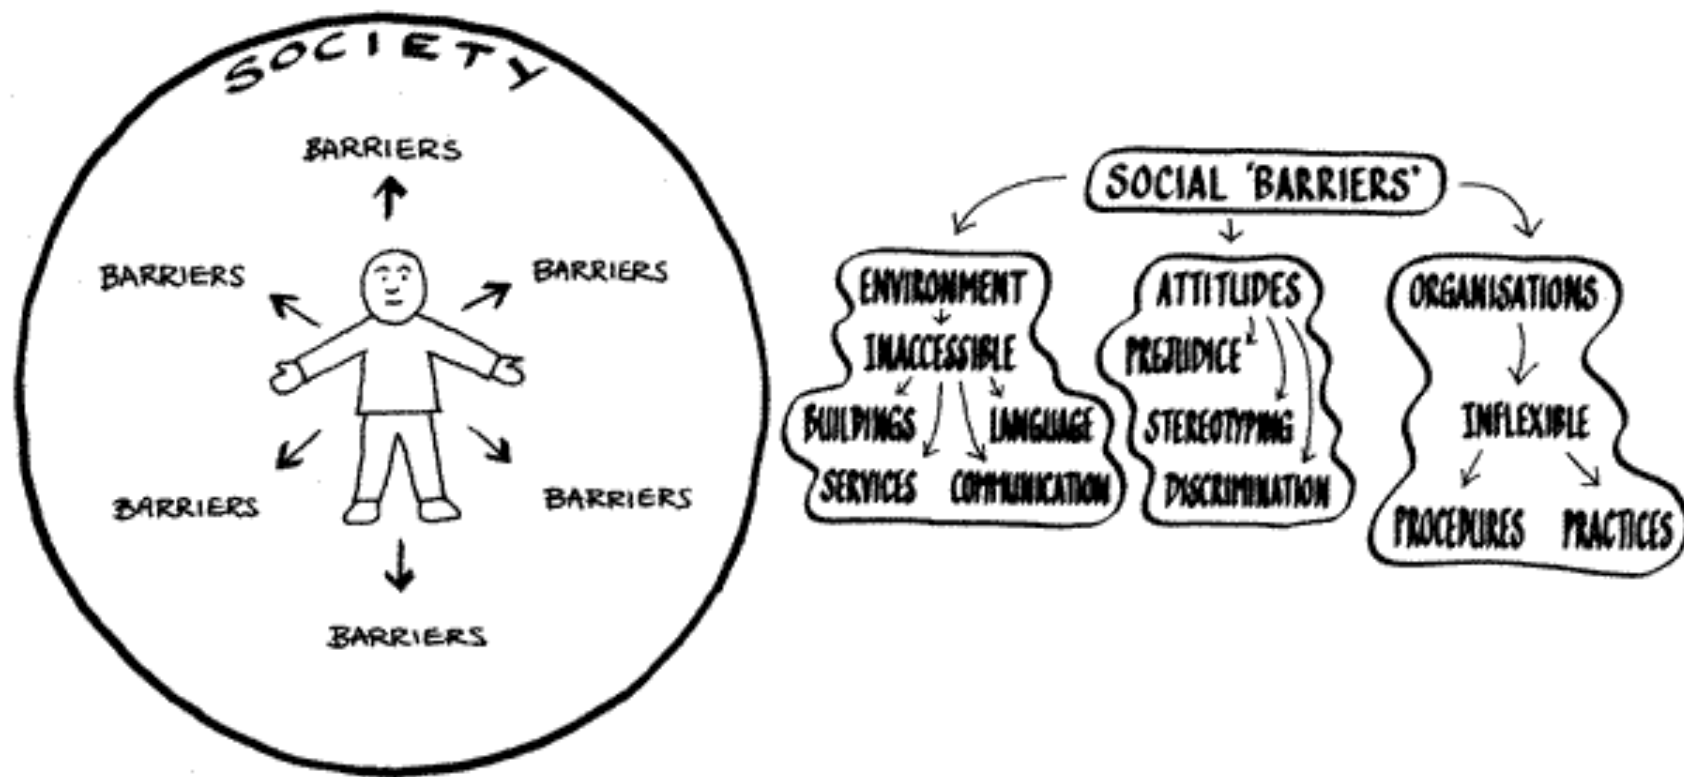 SOCIETY
BARRIERS
BARRIERS
BARRIERS
BARRIERS
BARRIERS
BARRIERS
SOCIAL 'BARRIERS'
ENVIRONMENT
INACCESSIBLE
BUILDINGS
LANGUAGE
SERVICES
COMMUNICATION
ATTITUDES
PREJUDICE
STEREOTYPING
DISCRIMINATION
ORGANISATIONS
INFLEXIBLE
PROCEDURES
PRACTICES